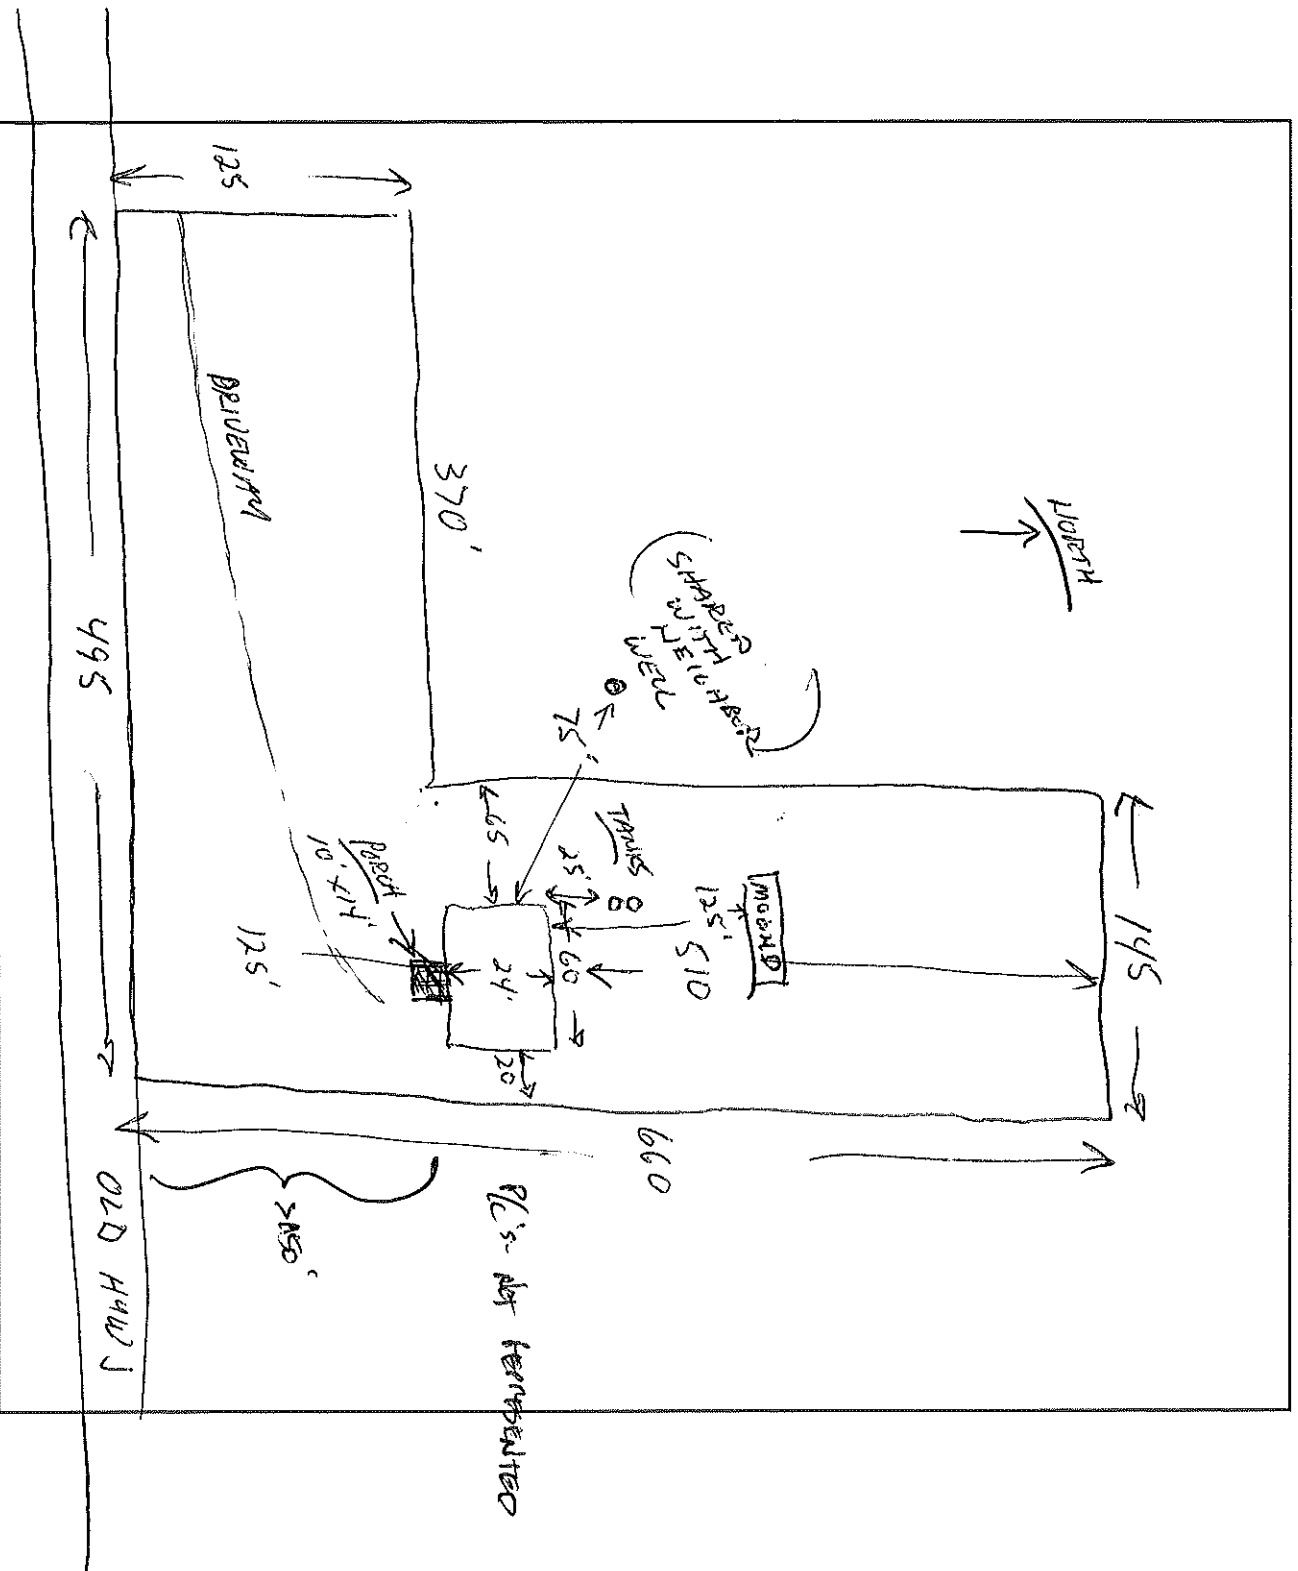 NORTH
145
MOUND
125'
510
SHARED
WITH
NEIGHBOR
WELL
75'
TANKS
25'
60
65
24'
20
660
370'
PORCH
10' X 14'
125'
125
DRIVEWAY
495
OLD HWY J
P/C's- Not REPRESENTED